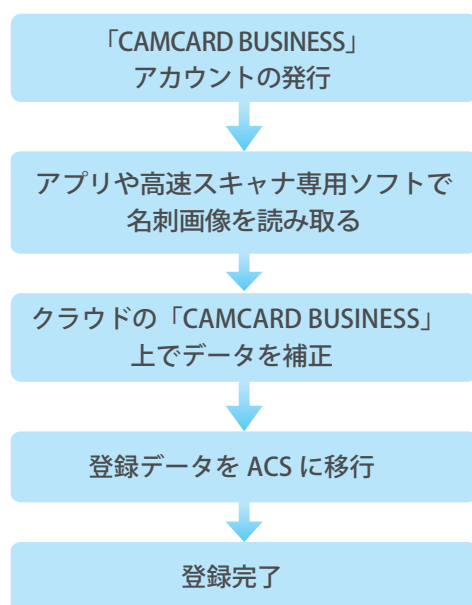 「CAMCARD BUSINESS」
アカウントの発行
アプリや高速スキャナ専用ソフトで
名刺画像を読み取る
クラウドの「CAMCARD BUSINESS」
上でデータを補正
登録データを ACS に移行
登録完了